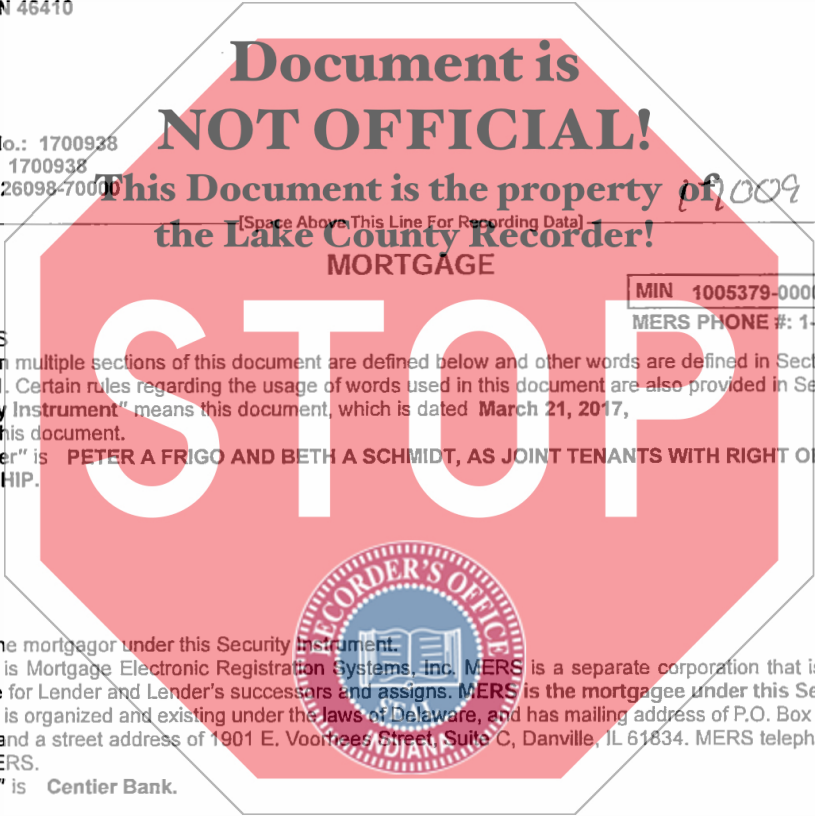 N 46410
Document is
NOT OFFICIAL!
o.: 1700938
1700938
26098-70000
This Document is the property of
009
[Space Above This Line For Recording Data]
the Lake County Recorder!
MORTGAGE
MIN 1005379-000
MERS PHONE #: 1-
STOP
S
n multiple sections of this document are defined below and other words are defined in Sect
. Certain rules regarding the usage of words used in this document are also provided in Se
y Instrument" means this document, which is dated March 21, 2017,
his document.
er" is PETER A FRIGO AND BETH A SCHMIDT, AS JOINT TENANTS WITH RIGHT O
HIP.
RECORDER'S OFFICE
INDIANA
he mortgagor under this Security Instrument.
is Mortgage Electronic Registration Systems, Inc. MERS is a separate corporation that i
e for Lender and Lender's successors and assigns. MERS is the mortgagee under this Se
is organized and existing under the laws of Delaware, and has mailing address of P.O. Box
and a street address of 1901 E. Voorhees Street, Suite C, Danville, IL 61834. MERS teleph
ERS.
" is Centier Bank.